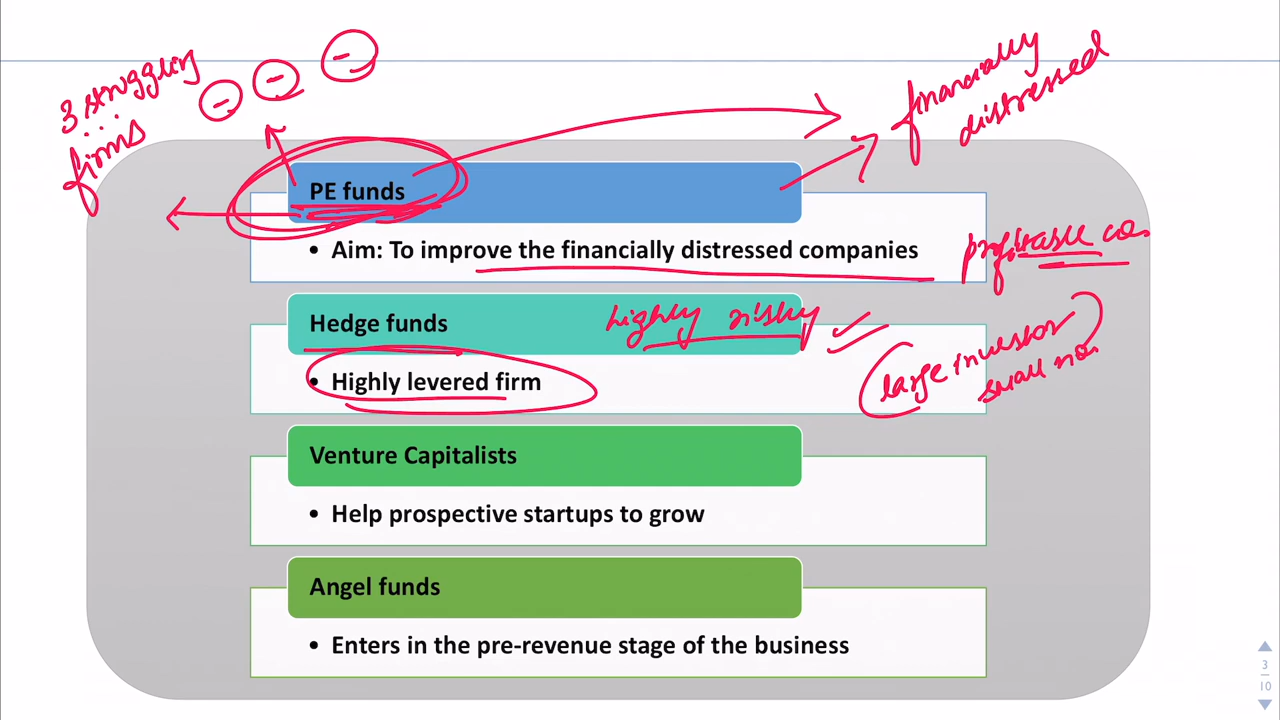 3 struggling
firms
financially
distressed
PE funds
• Aim: To improve the financially distressed companies
profitable cos
Hedge funds
highly risky
• Highly levered firm
large investor
small nos
Venture Capitalists
• Help prospective startups to grow
Angel funds
• Enters in the pre-revenue stage of the business
3
10